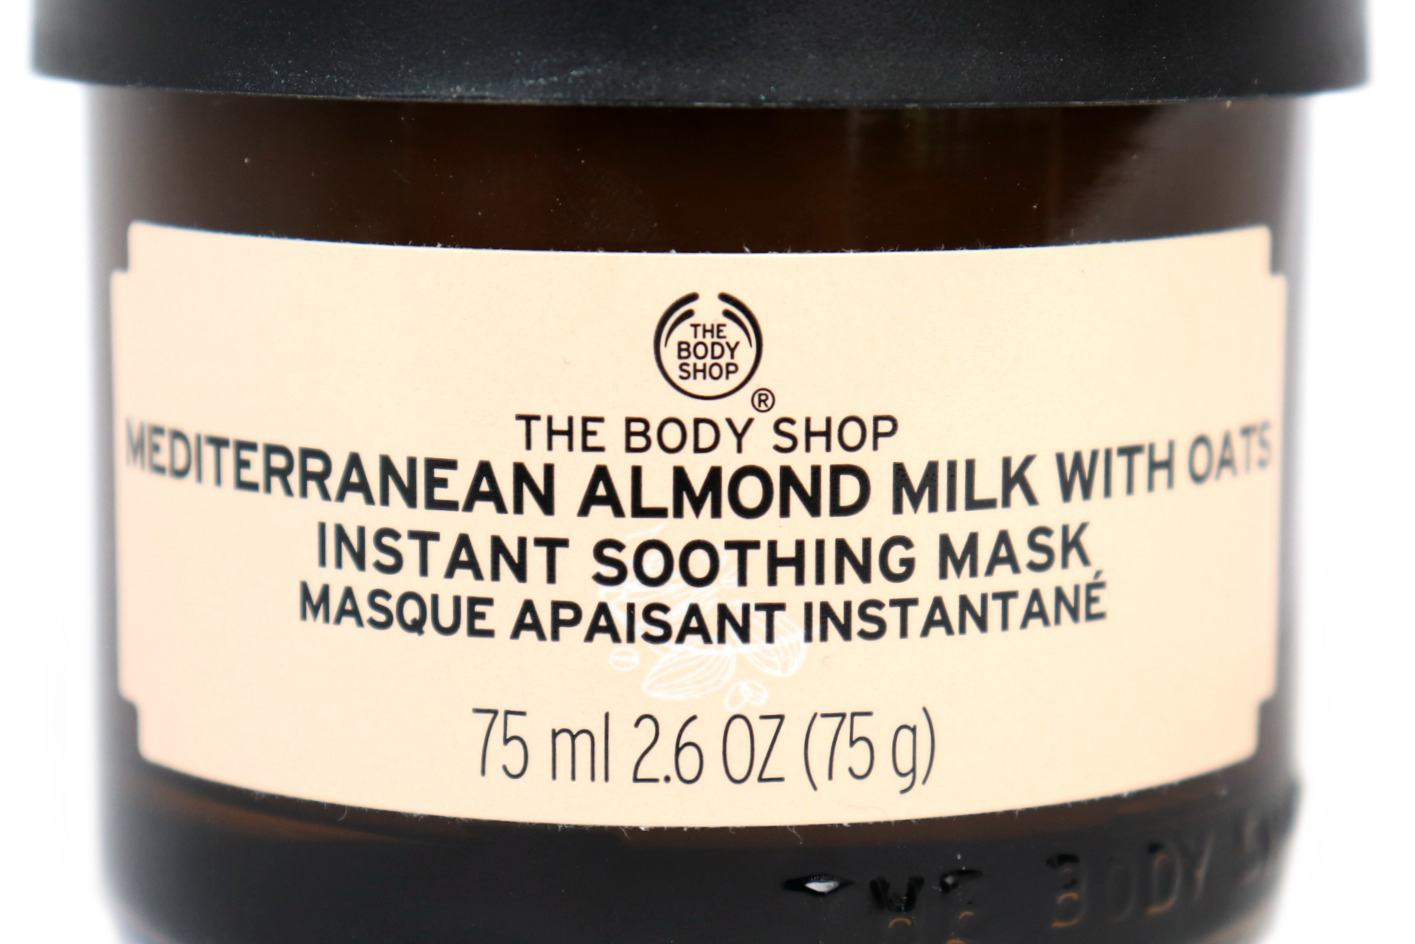 THE
BODY
SHOP
®
THE BODY SHOP
MEDITERRANEAN ALMOND MILK WITH OATS
INSTANT SOOTHING MASK
MASQUE APAISANT INSTANTANÉ
75 ml 2.6 OZ (75 g)
BODY